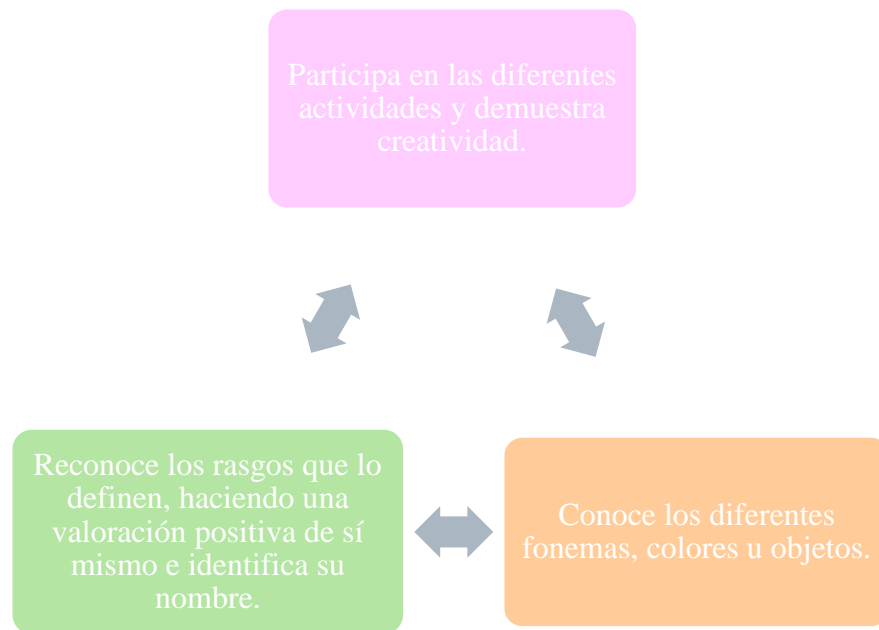 Participa en las diferentes
actividades y demuestra
creatividad.
Reconoce los rasgos que lo
definen, haciendo una
valoración positiva de sí
mismo e identifica su
nombre.
Conoce los diferentes
fonemas, colores u objetos.